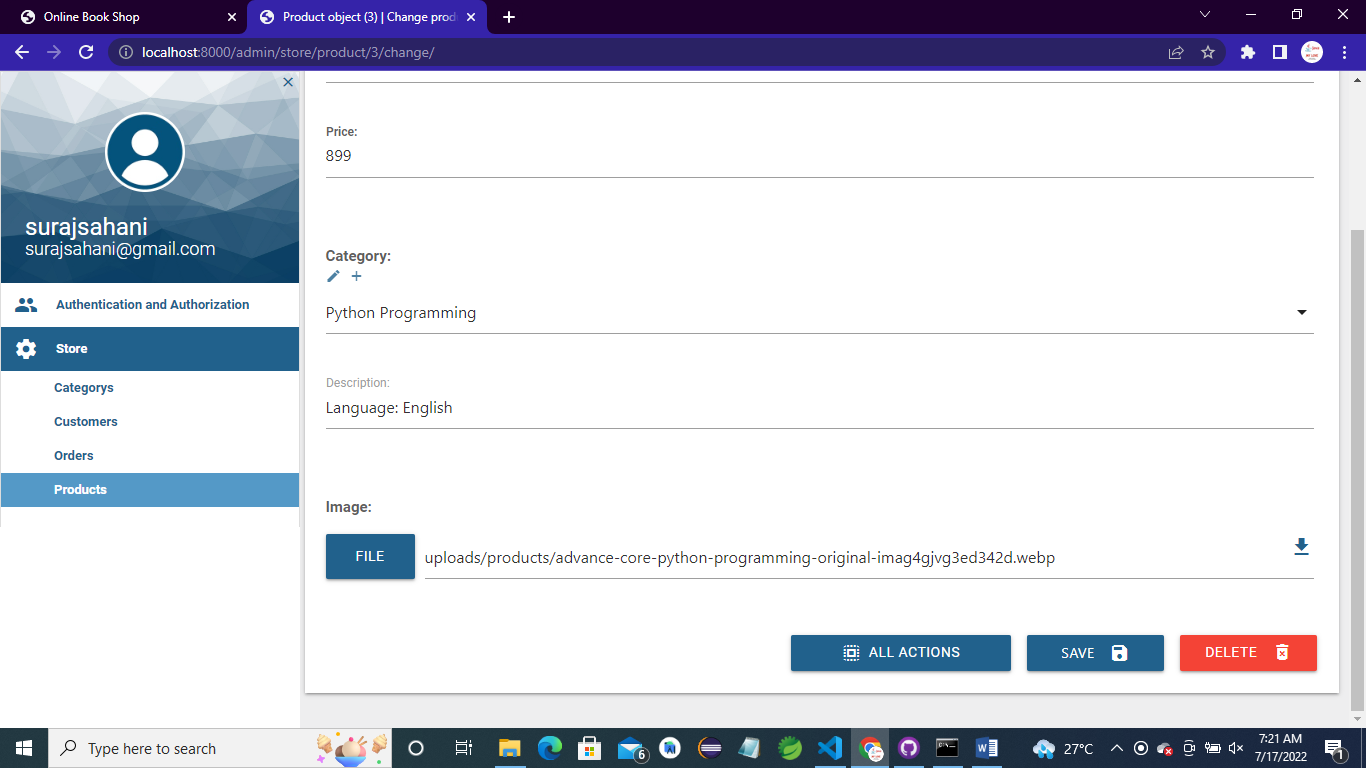 Online Book Shop
Product object (3) | Change prod
localhost:8000/admin/store/product/3/change/
surajsahani
surajsahani@gmail.com
Authentication and Authorization
Store
Categorys
Customers
Orders
Products
Price:
899
Category:
Python Programming
Description:
Language: English
Image:
FILE
uploads/products/advance-core-python-programming-original-imag4gjvg3ed342d.webp
ALL ACTIONS
SAVE
DELETE
Type here to search
6
27°C
7:21 AM
7/17/2022
1